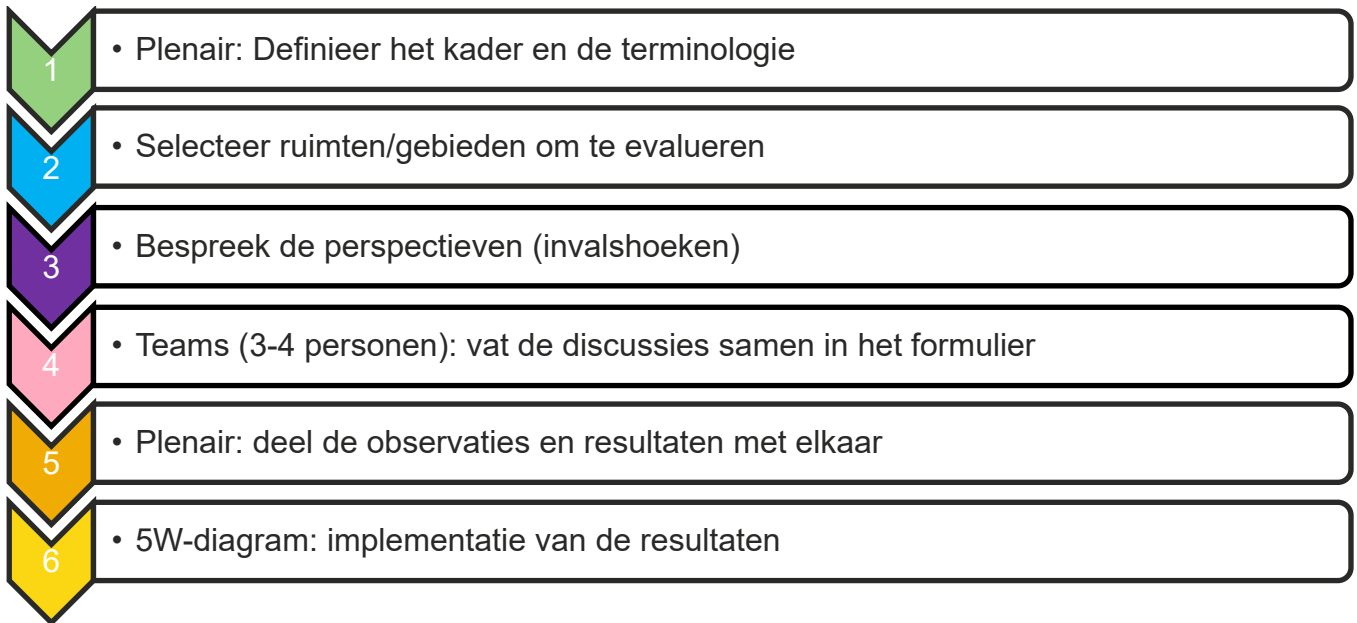 1
• Plenair: Definieer het kader en de terminologie
2
• Selecteer ruimten/gebieden om te evalueren
3
• Bespreek de perspectieven (invalshoeken)
4
• Teams (3-4 personen): vat de discussies samen in het formulier
5
• Plenair: deel de observaties en resultaten met elkaar
6
• 5W-diagram: implementatie van de resultaten